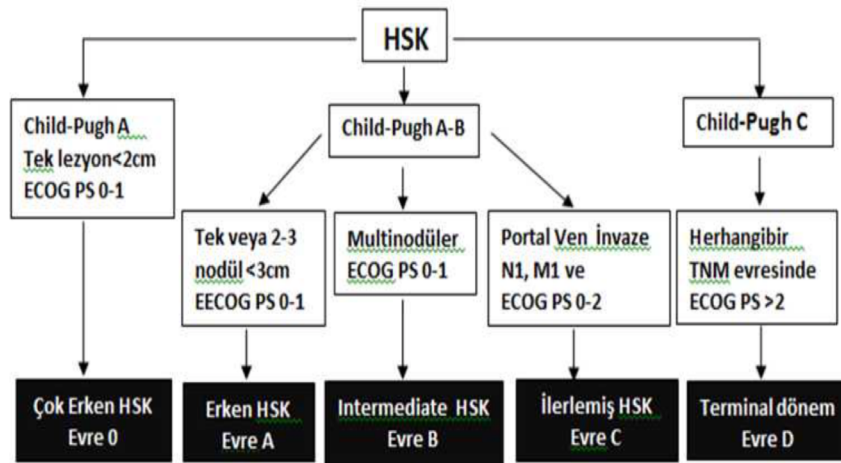 HSK
Child-Pugh A
Tek lezyon<2cm
ECOG PS 0-1
Child-Pugh A-B
Child-Pugh C
Tek veya 2-3
nodül<3cm
EECOG PS 0-1
Multinodüler
ECOG PS 0-1
Portal Ven İnvaze
N1, M1 ve
ECOG PS 0-2
Herhangibir
TNM evresinde
ECOG PS >2
Çok Erken HSK
Evre 0
Erken HSK
Evre A
Intermediate HSK
Evre B
İlerlemiş HSK
Evre C
Terminal dönem
Evre D